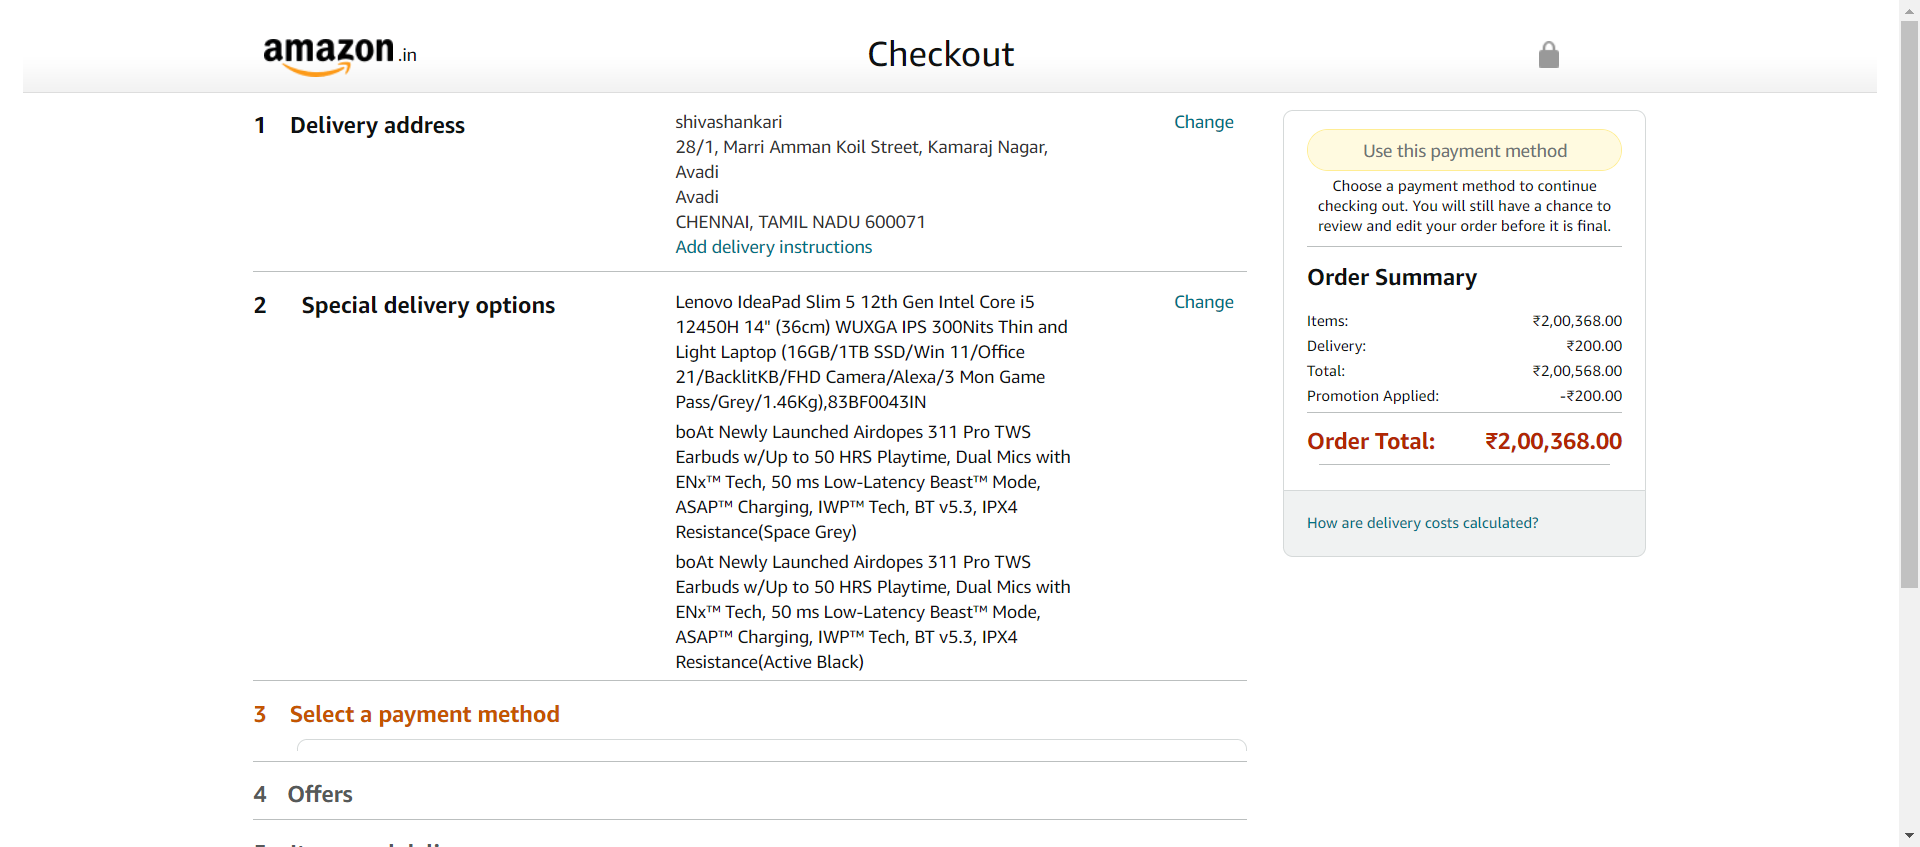 amazon.in
Checkout
1 Delivery address
shivashankari
28/1, Marri Amman Koil Street, Kamaraj Nagar,
Avadi
Avadi
CHENNAI, TAMIL NADU 600071
Add delivery instructions
Change
2 Special delivery options
Lenovo IdeaPad Slim 5 12th Gen Intel Core i5
12450H 14" (36cm) WUXGA IPS 300Nits Thin and
Light Laptop (16GB/1TB SSD/Win 11/Office
21/BacklitKB/FHD Camera/Alexa/3 Mon Game
Pass/Grey/1.46Kg),83BF0043IN
boAt Newly Launched Airdopes 311 Pro TWS
Earbuds w/Up to 50 HRS Playtime, Dual Mics with
ENx™ Tech, 50 ms Low-Latency Beast™ Mode,
ASAP™ Charging, IWP™ Tech, BT v5.3, IPX4
Resistance(Space Grey)
boAt Newly Launched Airdopes 311 Pro TWS
Earbuds w/Up to 50 HRS Playtime, Dual Mics with
ENx™ Tech, 50 ms Low-Latency Beast™ Mode,
ASAP™ Charging, IWP™ Tech, BT v5.3, IPX4
Resistance(Active Black)
Change
3 Select a payment method
4 Offers
Use this payment method
Choose a payment method to continue
checking out. You will still have a chance to
review and edit your order before it is final.
Order Summary
Items: ₹2,00,368.00
Delivery: ₹200.00
Total: ₹2,00,568.00
Promotion Applied: -₹200.00
Order Total: ₹2,00,368.00
How are delivery costs calculated?